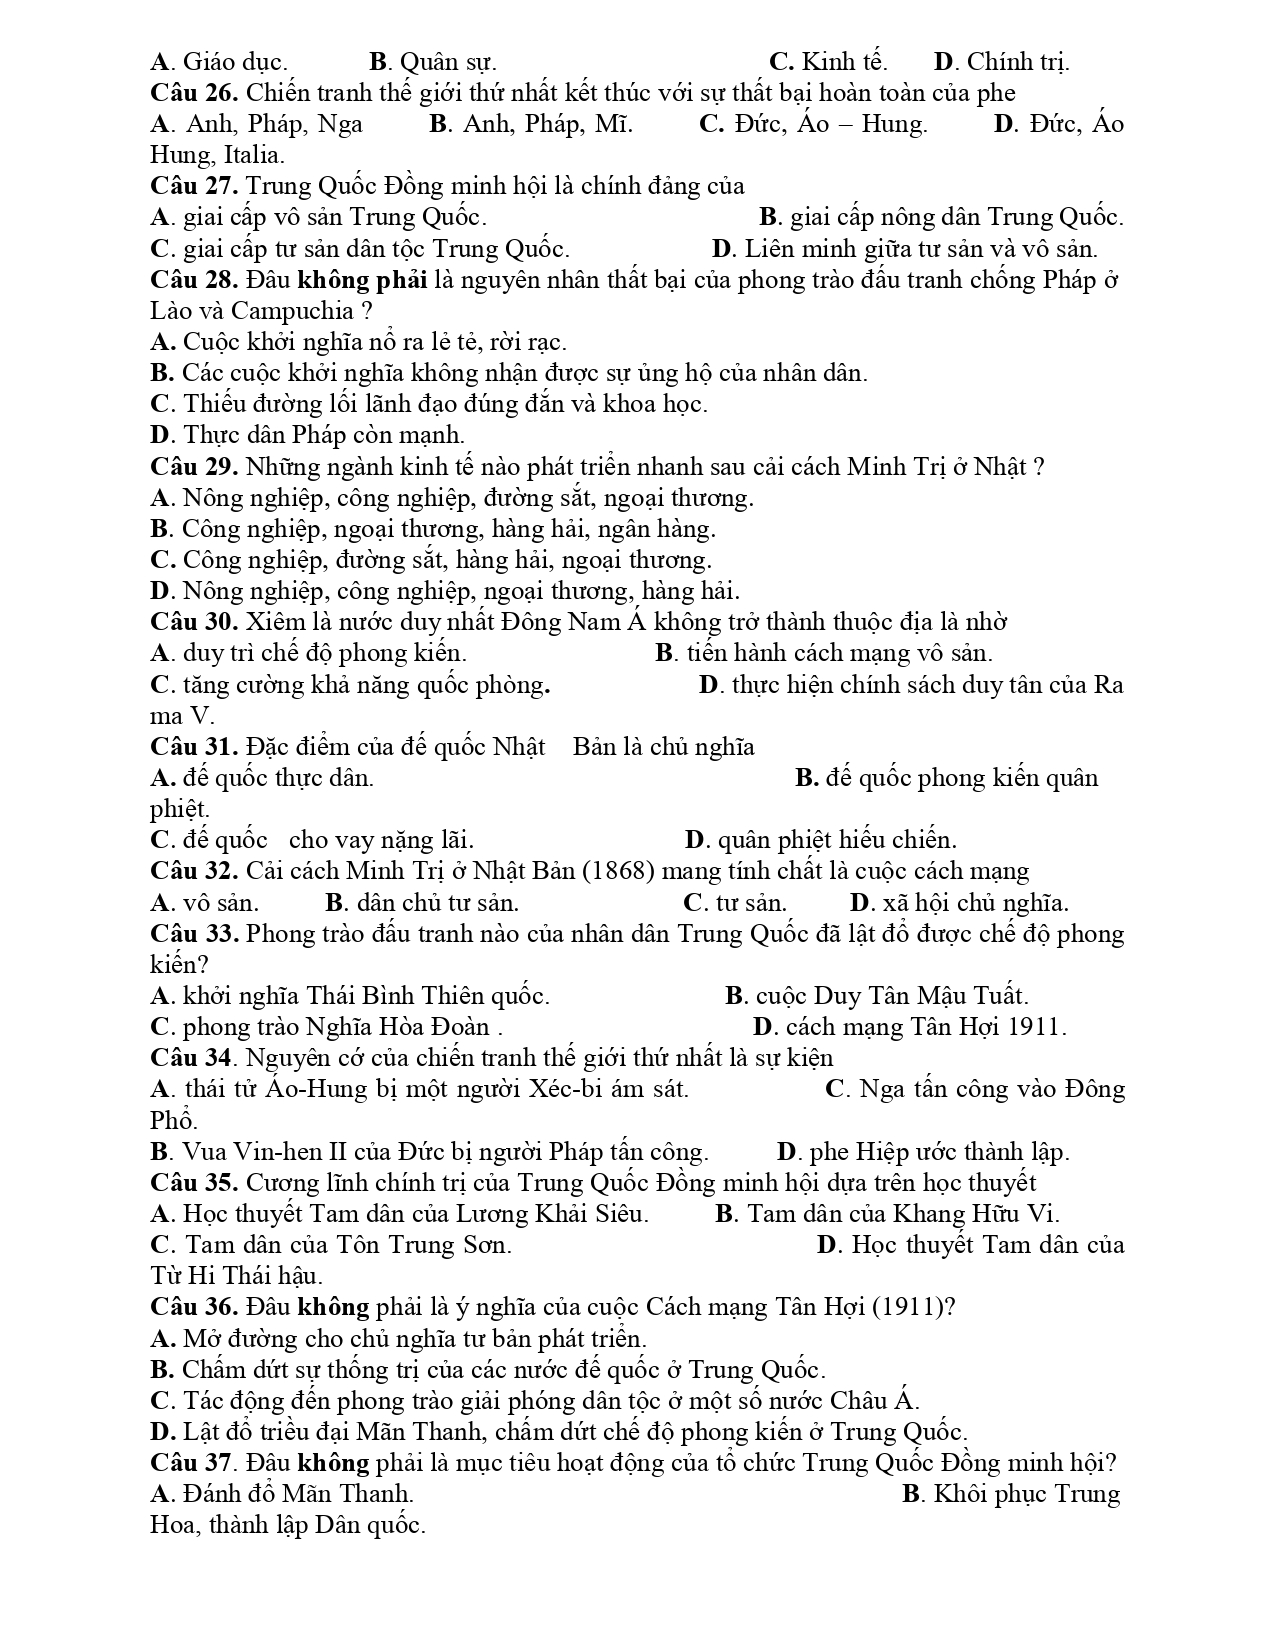 A. Giáo dục. B. Quân sự. C. Kinh tế. D. Chính trị.
Câu 26. Chiến tranh thế giới thứ nhất kết thúc với sự thất bại hoàn toàn của phe
A. Anh, Pháp, Nga B. Anh, Pháp, Mĩ. C. Đức, Áo – Hung. D. Đức, Áo
Hung, Italia.
Câu 27. Trung Quốc Đồng minh hội là chính đảng của
A. giai cấp vô sản Trung Quốc. B. giai cấp nông dân Trung Quốc.
C. giai cấp tư sản dân tộc Trung Quốc. D. Liên minh giữa tư sản và vô sản.
Câu 28. Đâu không phải là nguyên nhân thất bại của phong trào đấu tranh chống Pháp ở
Lào và Campuchia ?
A. Cuộc khởi nghĩa nổ ra lẻ tẻ, rời rạc.
B. Các cuộc khởi nghĩa không nhận được sự ủng hộ của nhân dân.
C. Thiếu đường lối lãnh đạo đúng đắn và khoa học.
D. Thực dân Pháp còn mạnh.
Câu 29. Những ngành kinh tế nào phát triển nhanh sau cải cách Minh Trị ở Nhật ?
A. Nông nghiệp, công nghiệp, đường sắt, ngoại thương.
B. Công nghiệp, ngoại thương, hàng hải, ngân hàng.
C. Công nghiệp, đường sắt, hàng hải, ngoại thương.
D. Nông nghiệp, công nghiệp, ngoại thương, hàng hải.
Câu 30. Xiêm là nước duy nhất Đông Nam Á không trở thành thuộc địa là nhờ
A. duy trì chế độ phong kiến. B. tiến hành cách mạng vô sản.
C. tăng cường khả năng quốc phòng. D. thực hiện chính sách duy tân của Ra
ma V.
Câu 31. Đặc điểm của đế quốc Nhật Bản là chủ nghĩa
A. đế quốc thực dân. B. đế quốc phong kiến quân
phiệt.
C. đế quốc cho vay nặng lãi. D. quân phiệt hiếu chiến.
Câu 32. Cải cách Minh Trị ở Nhật Bản (1868) mang tính chất là cuộc cách mạng
A. vô sản. B. dân chủ tư sản. C. tư sản. D. xã hội chủ nghĩa.
Câu 33. Phong trào đấu tranh nào của nhân dân Trung Quốc đã lật đổ được chế độ phong
kiến?
A. khởi nghĩa Thái Bình Thiên quốc. B. cuộc Duy Tân Mậu Tuất.
C. phong trào Nghĩa Hòa Đoàn . D. cách mạng Tân Hợi 1911.
Câu 34. Nguyên cớ của chiến tranh thế giới thứ nhất là sự kiện
A. thái tử Áo-Hung bị một người Xéc-bi ám sát. C. Nga tấn công vào Đông
Phổ.
B. Vua Vin-hen II của Đức bị người Pháp tấn công. D. phe Hiệp ước thành lập.
Câu 35. Cương lĩnh chính trị của Trung Quốc Đồng minh hội dựa trên học thuyết
A. Học thuyết Tam dân của Lương Khải Siêu. B. Tam dân của Khang Hữu Vi.
C. Tam dân của Tôn Trung Sơn. D. Học thuyết Tam dân của
Từ Hi Thái hậu.
Câu 36. Đâu không phải là ý nghĩa của cuộc Cách mạng Tân Hợi (1911)?
A. Mở đường cho chủ nghĩa tư bản phát triển.
B. Chấm dứt sự thống trị của các nước đế quốc ở Trung Quốc.
C. Tác động đến phong trào giải phóng dân tộc ở một số nước Châu Á.
D. Lật đổ triều đại Mãn Thanh, chấm dứt chế độ phong kiến ở Trung Quốc.
Câu 37. Đâu không phải là mục tiêu hoạt động của tổ chức Trung Quốc Đồng minh hội?
A. Đánh đổ Mãn Thanh. B. Khôi phục Trung
Hoa, thành lập Dân quốc.